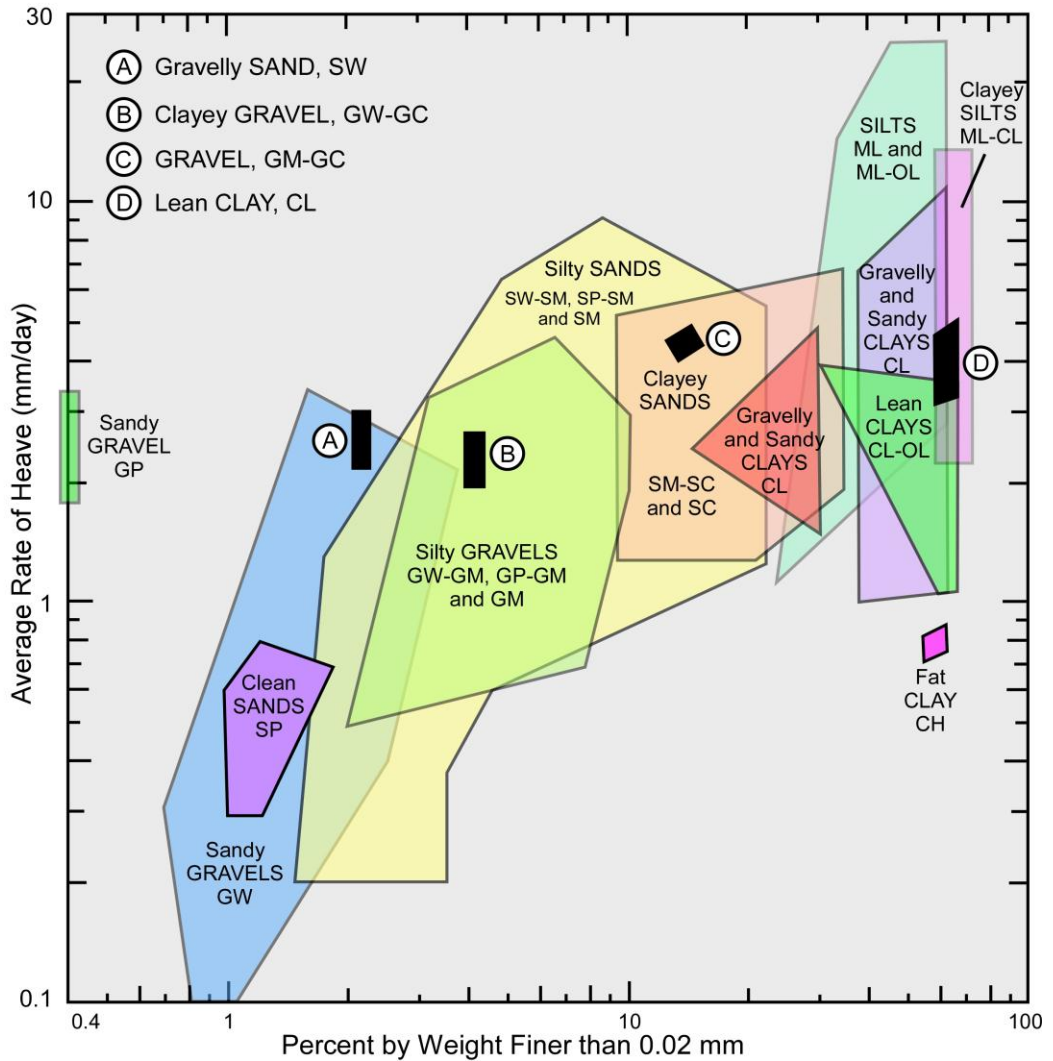 30
10
1
0.1
Average Rate of Heave (mm/day)
A Gravelly SAND, SW
B Clayey GRAVEL, GW-GC
C GRAVEL, GM-GC
D Lean CLAY, CL
Clayey
SILTS
ML-CL
SILTS
ML and
ML-OL
Silty SANDS
SW-SM, SP-SM
and SM
Gravelly
and
Sandy
CLAYS
CL
C
D
A
B
Clayey
SANDS
SM-SC
and SC
Gravelly
and Sandy
CLAYS
CL
Lean
CLAYS
CL-OL
Sandy
GRAVEL
GP
Silty GRAVELS
GW-GM, GP-GM
and GM
Clean
SANDS
SP
Fat
CLAY
CH
Sandy
GRAVELS
GW
0.4
1
10
100
Percent by Weight Finer than 0.02 mm